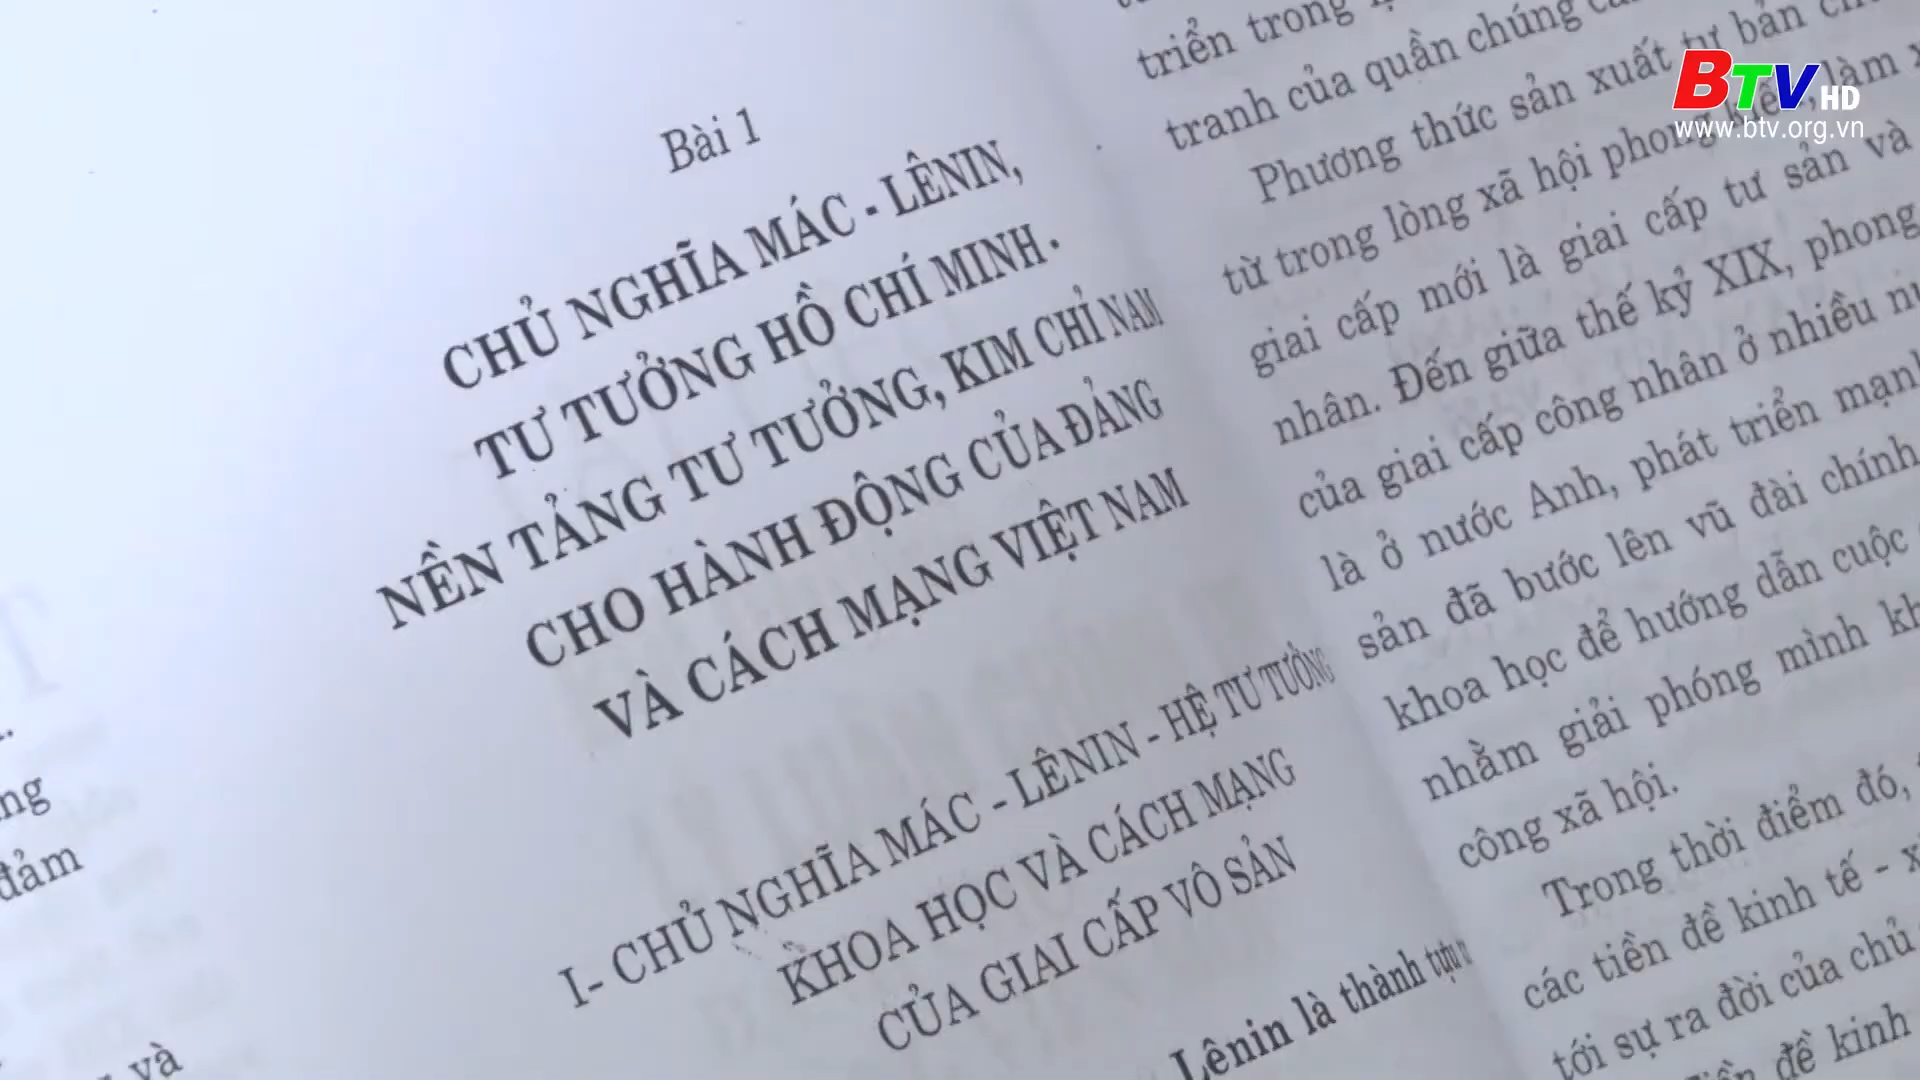 BTV HD
www.btv.org.vn
ng
đảm
và
Bài 1
CHỦ NGHĨA MÁC - LÊNIN,
TƯ TƯỞNG HỒ CHÍ MINH.
NỀN TẢNG TƯ TƯỞNG, KIM CHỈ NAM
CHO HÀNH ĐỘNG CỦA ĐẢNG
VÀ CÁCH MẠNG VIỆT NAM
I- CHỦ NGHĨA MÁC - LÊNIN - HỆ TƯ TƯỞNG
KHOA HỌC VÀ CÁCH MẠNG
CỦA GIAI CẤP VÔ SẢN
Lênin là thành tựu
triển trong
tranh của quần chúng
Phương thức sản xuất tư bản
từ trong lòng xã hội phong kiến, làm
giai cấp mới là giai cấp tư sản và
nhân. Đến giữa thế kỷ XIX, phong
của giai cấp công nhân ở nhiều
là ở nước Anh, phát triển mạnh
sản đã bước lên vũ đài chính
khoa học để hướng dẫn cuộc
nhằm giải phóng mình
công xã hội.
Trong thời điểm đó,
các tiền đề kinh tế -
tới sự ra đời của chủ
đề kinh